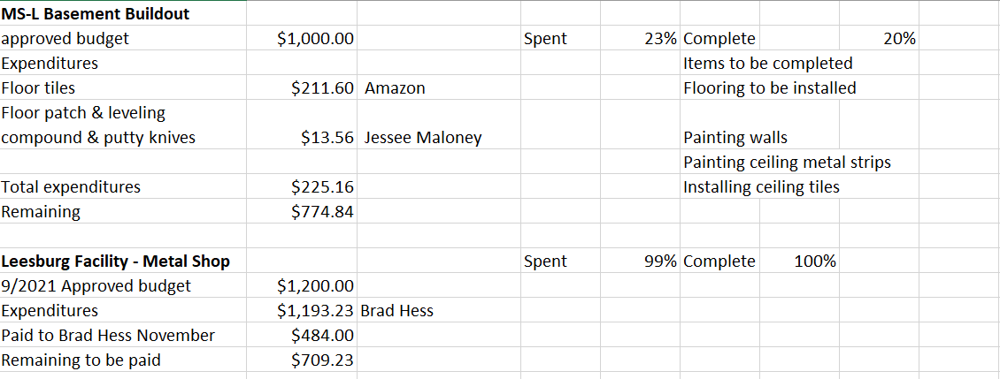 MS-L Basement Buildout
approved budget $1,000.00 Spent 23% Complete 20%
Expenditures Items to be completed
Floor tiles $211.60 Amazon Flooring to be installed
Floor patch & leveling
compound & putty knives $13.56 Jessee Maloney Painting walls
Painting ceiling metal strips
Total expenditures $225.16 Installing ceiling tiles
Remaining $774.84
Leesburg Facility - Metal Shop Spent 99% Complete 100%
9/2021 Approved budget $1,200.00
Expenditures $1,193.23 Brad Hess
Paid to Brad Hess November $484.00
Remaining to be paid $709.23